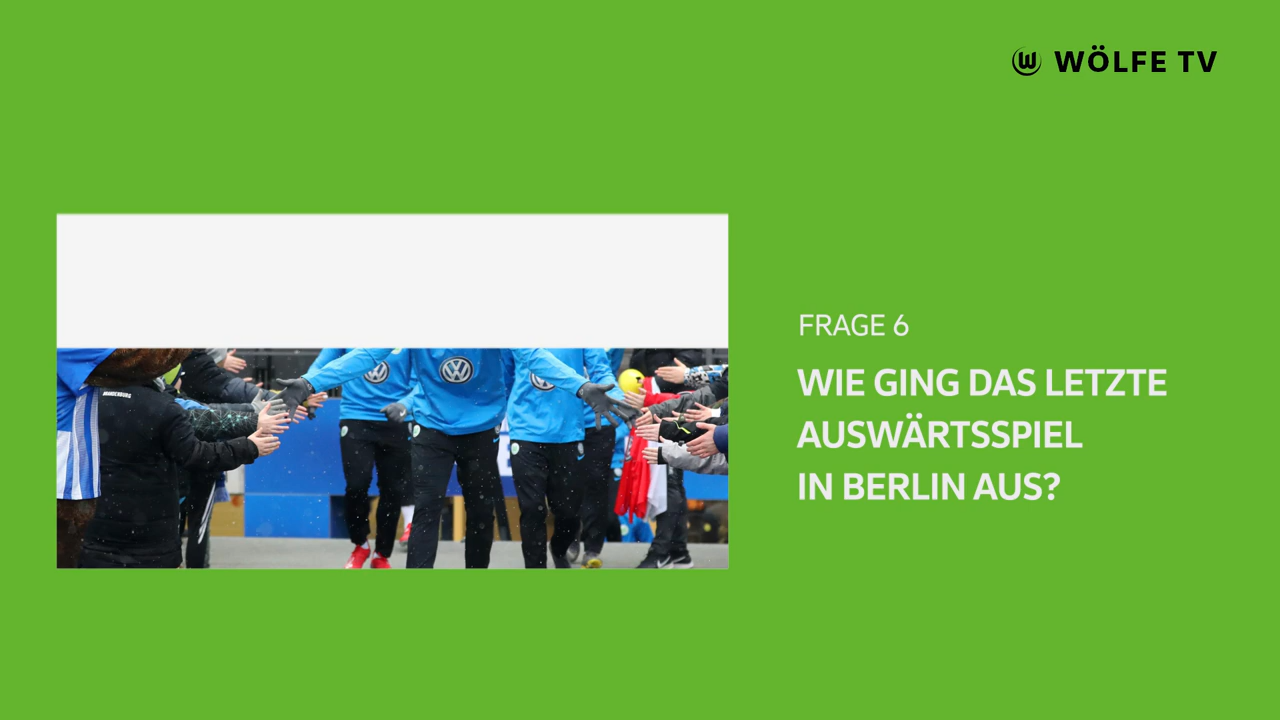 WÖLFE TV
FRAGE 6
WIE GING DAS LETZTE
AUSWÄRTSSPIEL
IN BERLIN AUS?